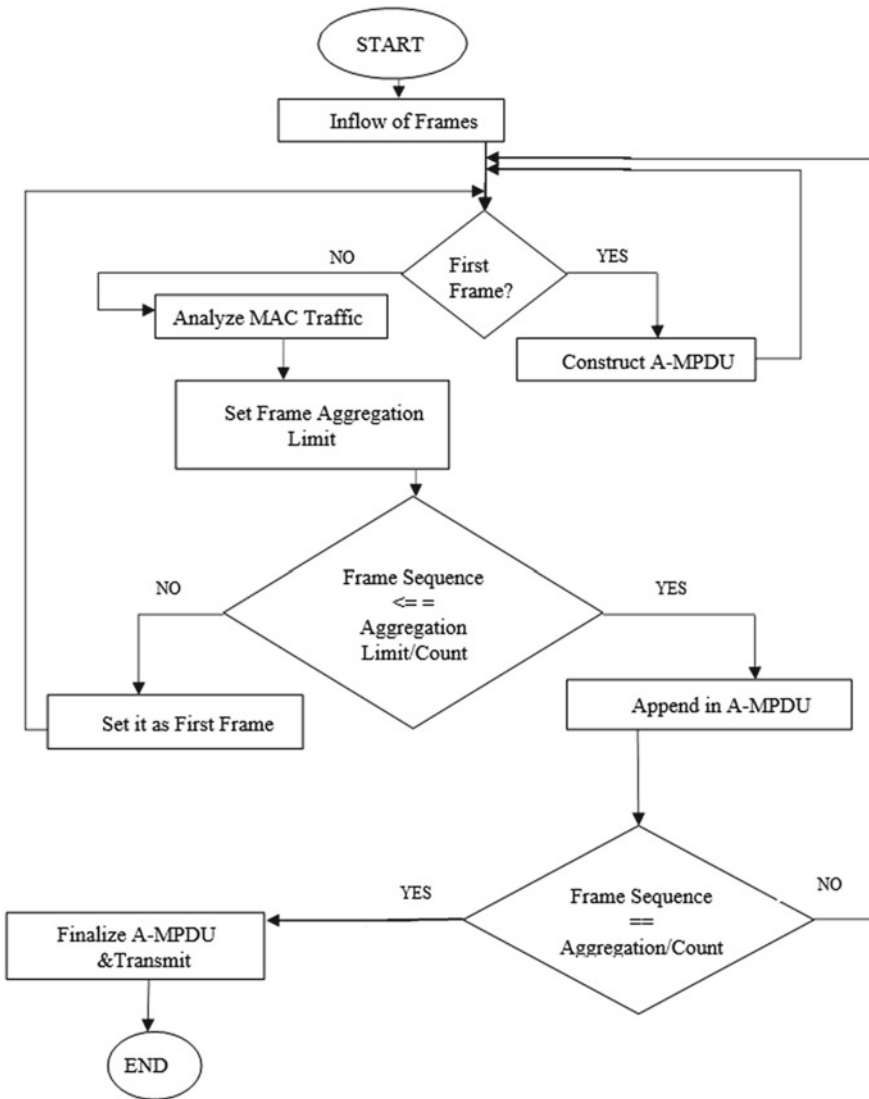 START
Inflow of Frames
NO
First
Frame?
YES
Analyze MAC Traffic
Construct A-MPDU
Set Frame Aggregation
Limit
NO
Frame Sequence
<= =
Aggregation
Limit/Count
YES
Set it as First Frame
Append in A-MPDU
YES
Frame Sequence
==
Aggregation/Count
NO
Finalize A-MPDU
&Transmit
END